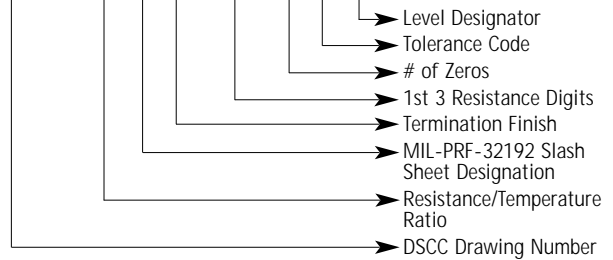 Level Designator
Tolerance Code
# of Zeros
1st 3 Resistance Digits
Termination Finish
MIL-PRF-32192 Slash
Sheet Designation
Resistance/Temperature
Ratio
DSCC Drawing Number